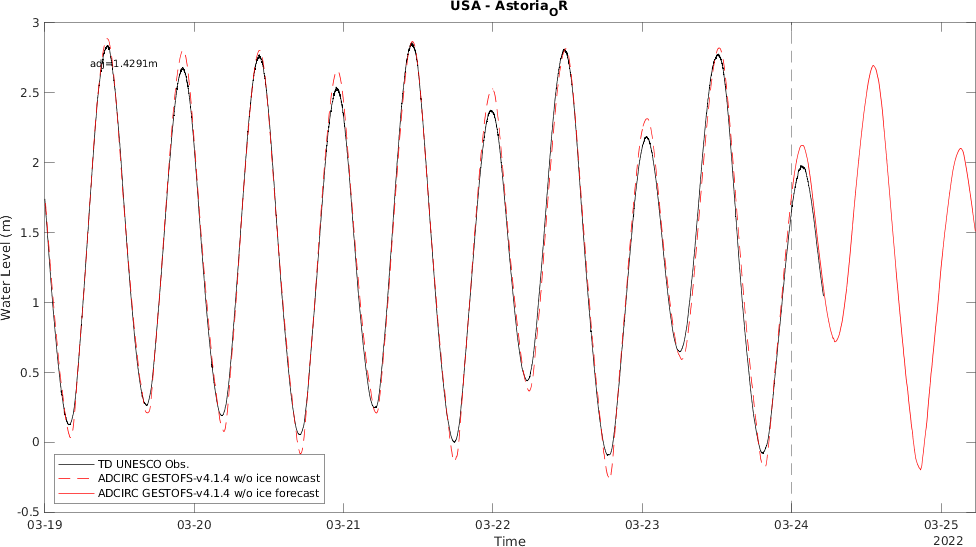 USA - Astoria_OR
3
adj=1.4291m
2.5
2
1.5
1
0.5
0
-0.5
Water Level (m)
TD UNESCO Obs.
ADCIRC GESTOFS-v4.1.4 w/o ice nowcast
ADCIRC GESTOFS-v4.1.4 w/o ice forecast
03-19 03-20 03-21 03-22 03-23 03-24 03-25
Time
2022